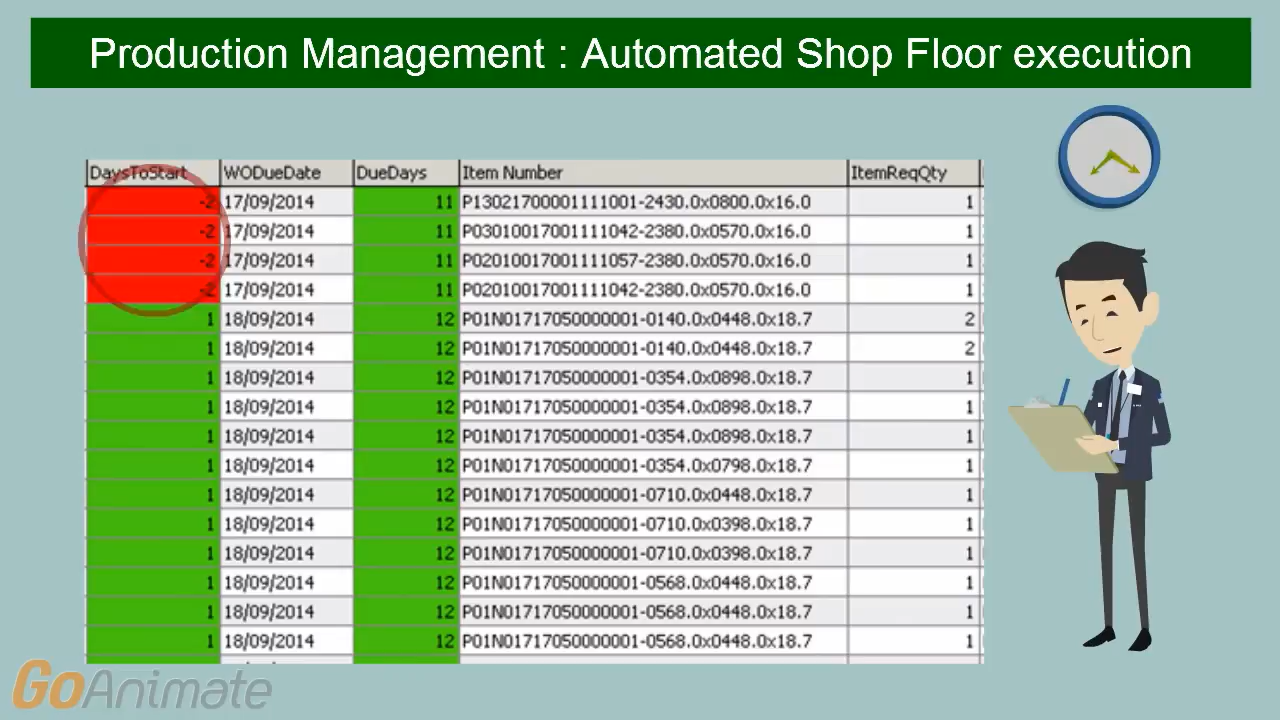 Production Management : Automated Shop Floor execution
DaysToStart WODueDate DueDays Item Number ItemReqQty
-2 17/09/2014 11 P130217000001111001-2430.0x0800.0x16.0 1
-2 17/09/2014 11 P03010017001111042-2380.0x0570.0x16.0 1
-2 17/09/2014 11 P020100017001111057-2380.0x0570.0x16.0 1
-2 17/09/2014 11 P020100017001111042-2380.0x0570.0x16.0 1
1 18/09/2014 12 P01N01717050000001-0140.0x0448.0x18.7 2
1 18/09/2014 12 P01N01717050000001-0140.0x0448.0x18.7 2
1 18/09/2014 12 P01N01717050000001-0354.0x0898.0x18.7 1
1 18/09/2014 12 P01N01717050000001-0354.0x0898.0x18.7 1
1 18/09/2014 12 P01N01717050000001-0354.0x0898.0x18.7 1
1 18/09/2014 12 P01N01717050000001-0354.0x0798.0x18.7 1
1 18/09/2014 12 P01N01717050000001-0710.0x0448.0x18.7 1
1 18/09/2014 12 P01N01717050000001-0710.0x0398.0x18.7 1
1 18/09/2014 12 P01N01717050000001-0710.0x0398.0x18.7 1
1 18/09/2014 12 P01N01717050000001-0568.0x0448.0x18.7 1
1 18/09/2014 12 P01N01717050000001-0568.0x0448.0x18.7 1
1 18/09/2014 12 P01N01717050000001-0568.0x0448.0x18.7 1
GoAnimate